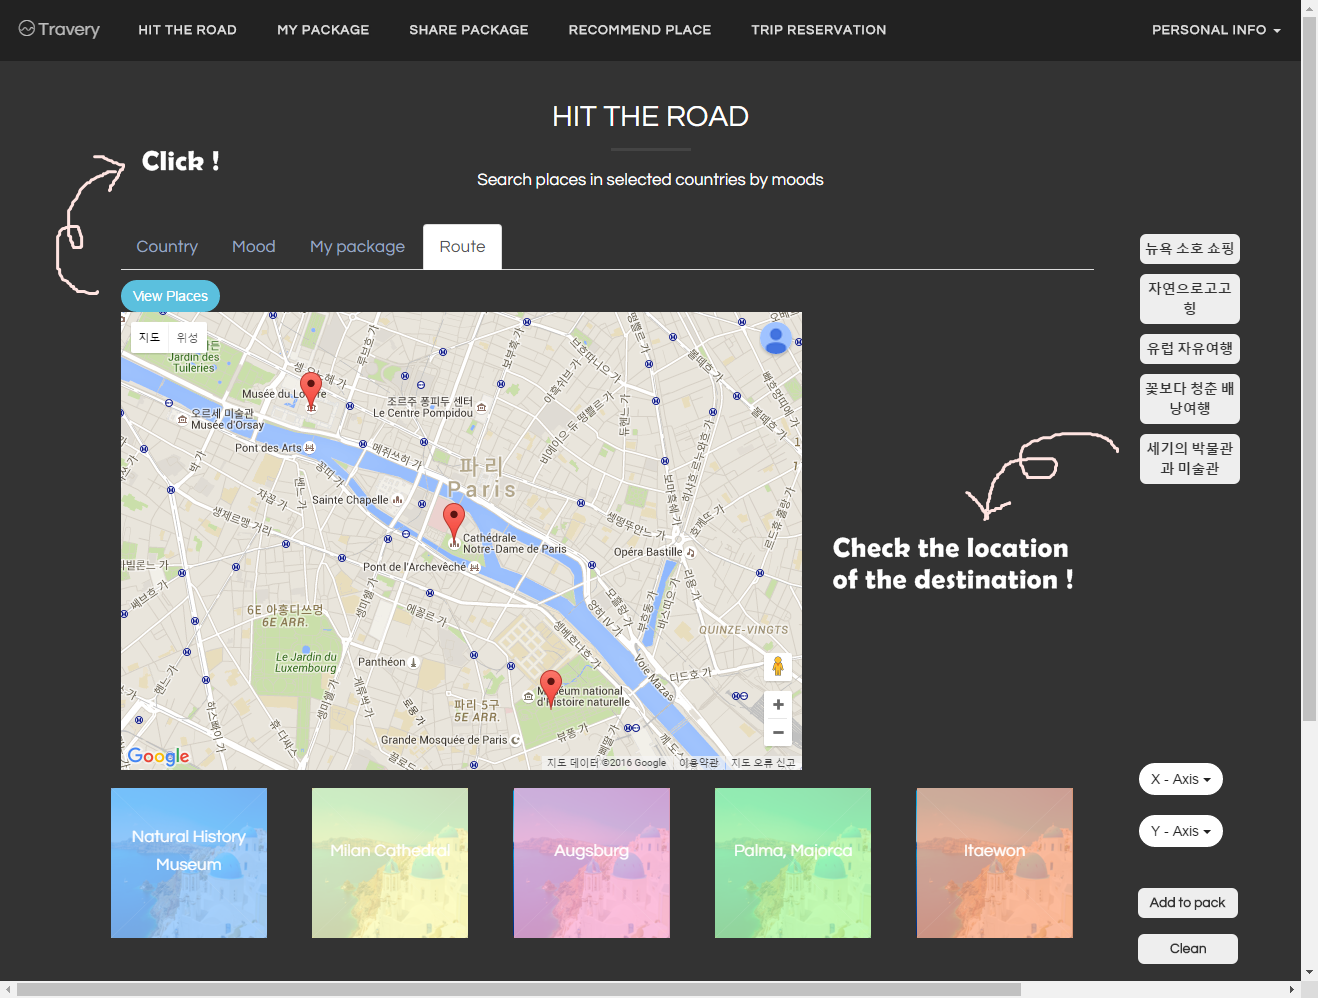 Travery
HIT THE ROAD
MY PACKAGE
SHARE PACKAGE
RECOMMEND PLACE
TRIP RESERVATION
PERSONAL INFO
HIT THE ROAD
Search places in selected countries by moods
Click !
Country
Mood
My package
Route
View Places
지도
위성
Jardin des
Tuileries
Musée du Louvre
오르세 미술관
Musée d'Orsay
조르주 퐁피두 센터
Le Centre Pompidou
Pont des Arts
파리
Paris
Sainte Chapelle
Cathédrale
Notre-Dame de Paris
Pont de l'Archevêché
Opéra Bastille
6E 아홍디쓰멍
6E ARR.
QUINZE-VINGTS
Le Jardin du
Luxembourg
Panthéon
Voie Mazas
Muséum national
d'Histoire naturelle
파리 5구
5E ARR.
Grande Mosquée de Paris
Google
지도 데이터 ©2016 Google
이용약관
지도 오류 신고
뉴욕 소호 쇼핑
자연으로고고
힝
유럽 자유여행
꽃보다 청춘 배
낭여행
세기의 박물관
과 미술관
Check the location
of the destination !
X - Axis
Y - Axis
Add to pack
Clean
Natural History
Museum
Milan Cathedral
Augsburg
Palma, Majorca
Itaewon